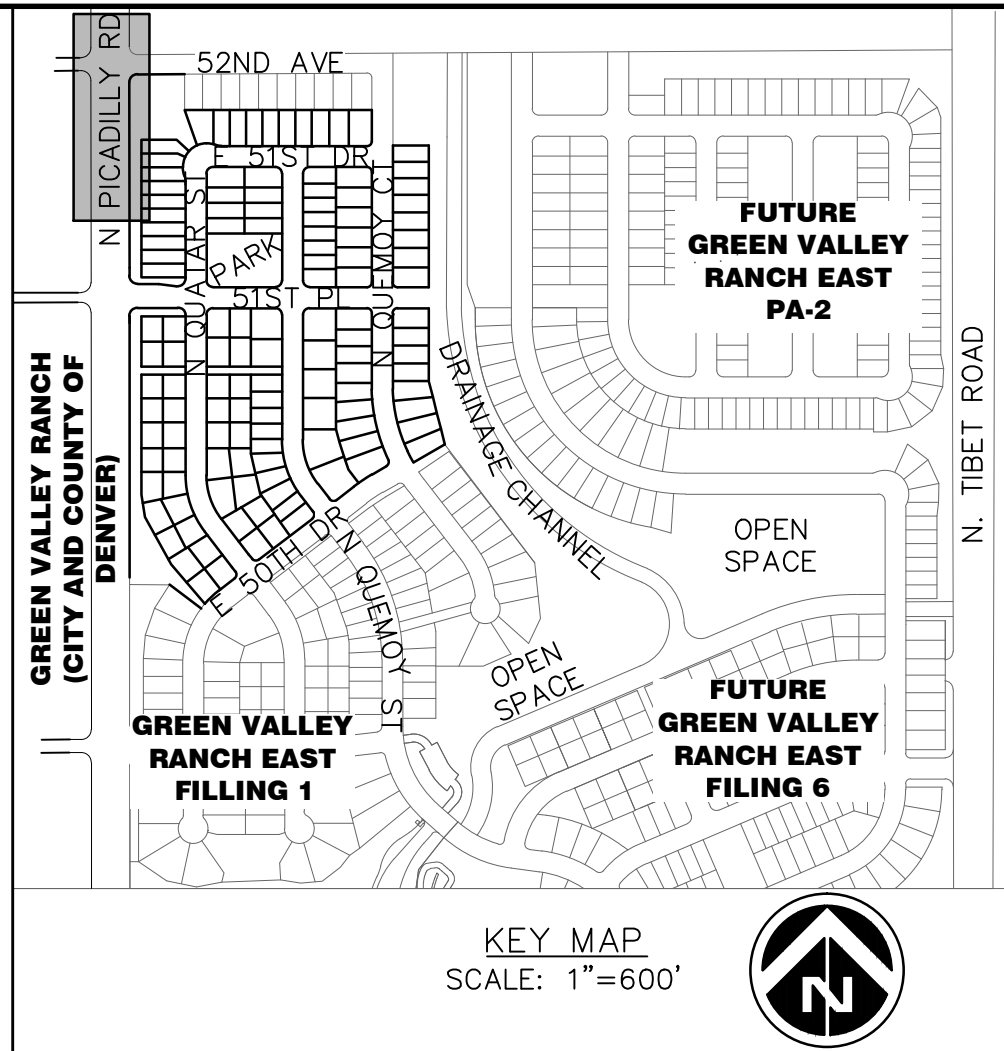 N PICADILLY RD
52ND AVE
E 51ST DR
N QUATAR ST
PARK
N QUEMOY CT
51ST PL
FUTURE
GREEN VALLEY
RANCH EAST
PA-2
GREEN VALLEY RANCH
(CITY AND COUNTY OF
DENVER)
DRAINAGE CHANNEL
N. TIBET ROAD
OPEN
SPACE
E 50TH DR
N QUEMOY ST
OPEN
SPACE
GREEN VALLEY
RANCH EAST
FILLING 1
FUTURE
GREEN VALLEY
RANCH EAST
FILING 6
KEY MAP
SCALE: 1"=600'
N